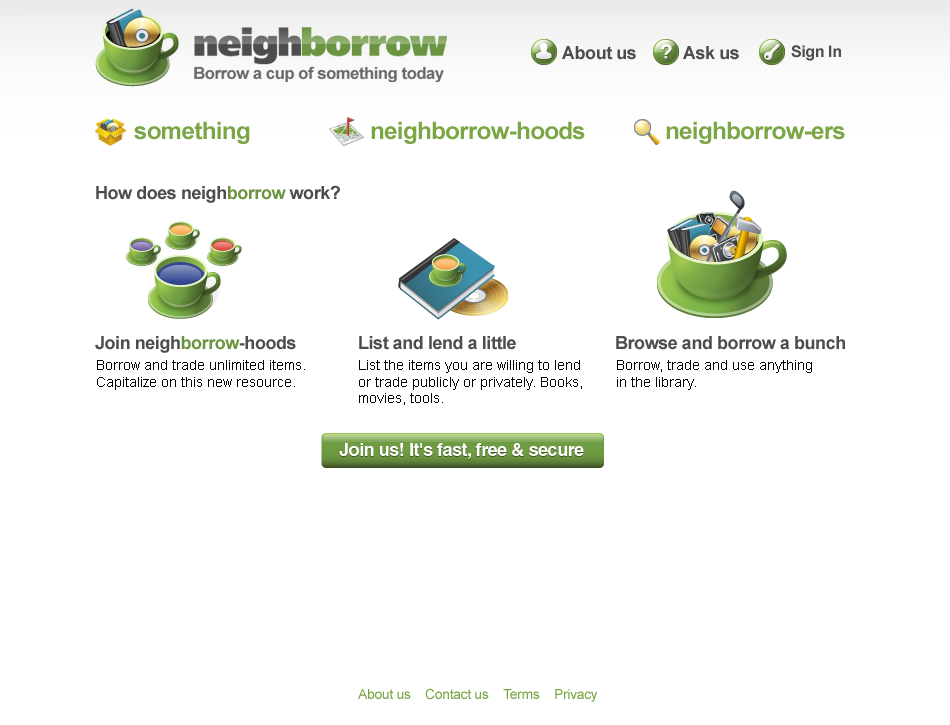 neighborrow
Borrow a cup of something today
About us
Ask us
Sign In
something
neighborrow-hoods
neighborrow-ers
How does neighborrow work?
Join neighborrow-hoods
Borrow and trade unlimited items.
Capitalize on this new resource.
List and lend a little
List the items you are willing to lend
or trade publicly or privately. Books,
movies, tools.
Browse and borrow a bunch
Borrow, trade and use anything
in the library.
Join us! It's fast, free & secure
About us Contact us Terms Privacy